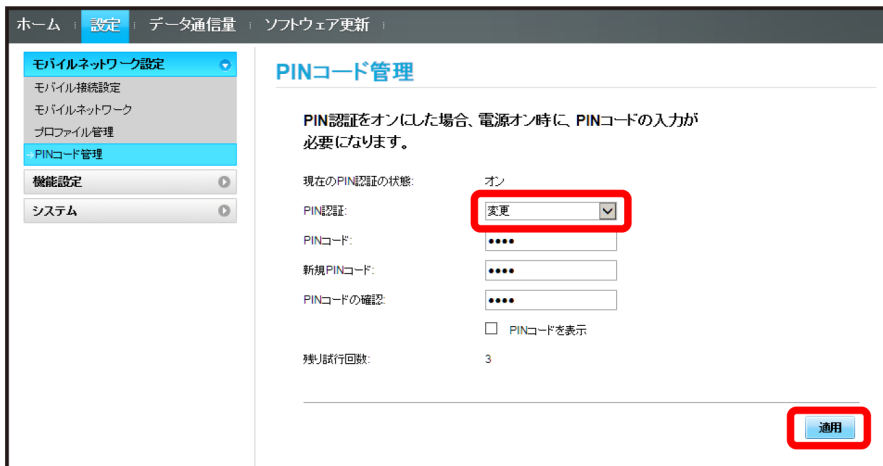 ホーム 設定 データ通信量 ソフトウェア更新
モバイルネットワーク設定
モバイル接続設定
モバイルネットワーク
プロファイル管理
PINコード管理
機能設定
システム
PINコード管理
PIN認証をオンにした場合、電源オン時に、PINコードの入力が
必要になります。
現在のPIN認証の状態: オン
PIN認証: 変更
PINコード: ••••
新規PINコード: ••••
PINコードの確認: ••••
PINコードを表示
残り試行回数: 3
適用